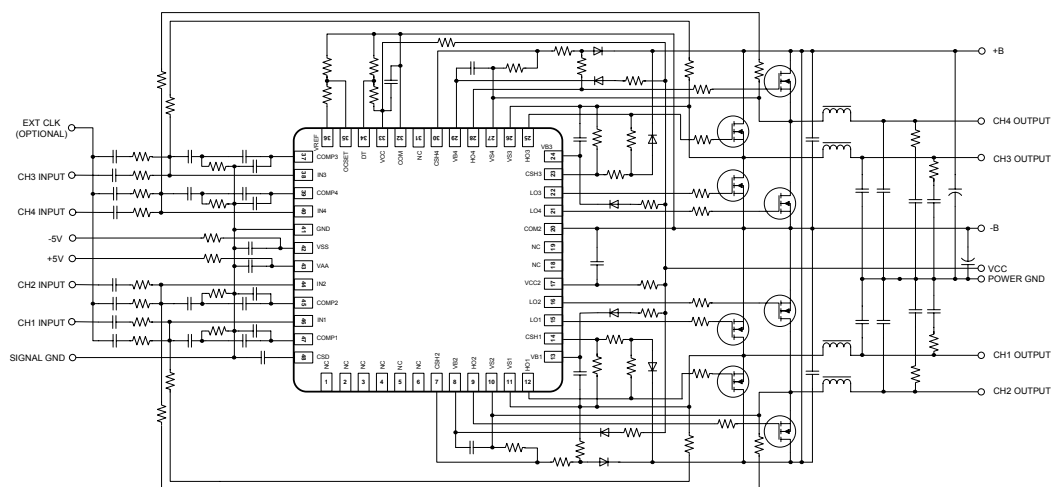 EXT CLK
(OPTIONAL)
CH3 INPUT
CH4 INPUT
-5V
+5V
CH2 INPUT
CH1 INPUT
SIGNAL GND
36 VREF
35 OCSET
34 DT
33 VCC
32 COM
31 NC
30 CSH4
29 VB4
28 HO4
27 VS4
26 VS3
25 HO3
37 COMP3
38 IN3
39 COMP4
40 IN4
41 GND
42 VSS
43 VAA
44 IN2
45 COMP2
46 IN1
47 COMP1
48 CSD
VB3 24
CSH3 23
LO3 22
LO4 21
COM2 20
NC 19
NC 18
VCC2 17
LO2 16
LO1 15
CSH1 14
VB1 13
NC 1
NC 2
NC 3
NC 4
NC 5
NC 6
CSH2 7
VB2 8
HO2 9
VS2 10
VS1 11
HO1 12
+B
CH4 OUTPUT
CH3 OUTPUT
-B
VCC
POWER GND
CH1 OUTPUT
CH2 OUTPUT